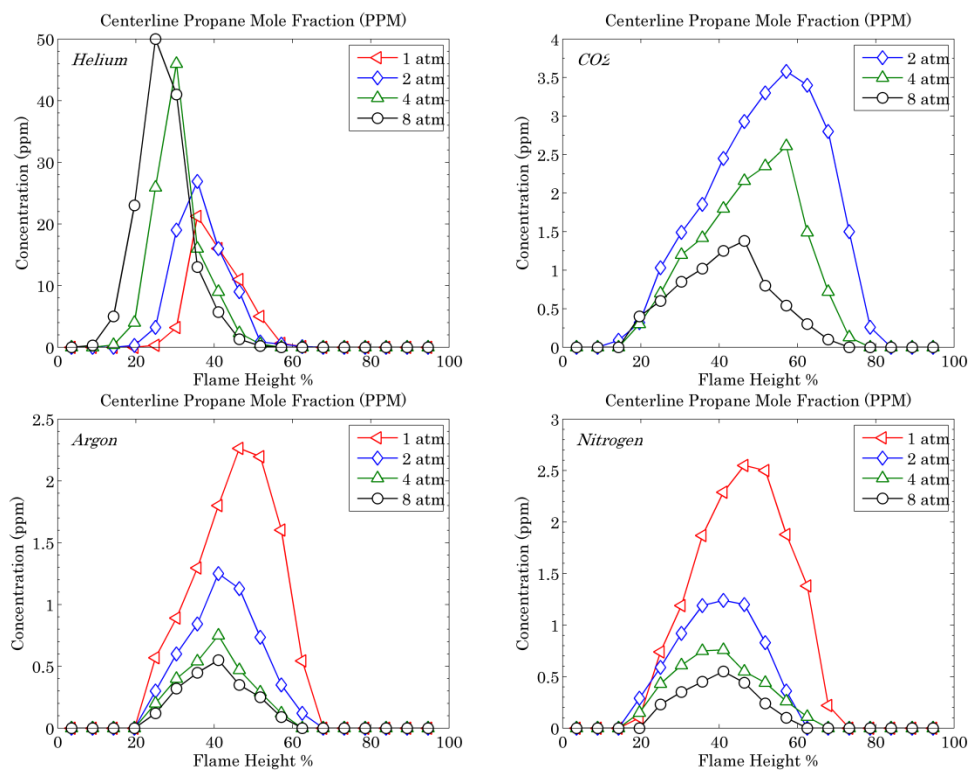 Centerline Propane Mole Fraction (PPM)
Helium
1 atm
2 atm
4 atm
8 atm
50
40
30
20
10
0
Concentration (ppm)
0 20 40 60 80 100
Flame Height %
Centerline Propane Mole Fraction (PPM)
CO2
2 atm
4 atm
8 atm
4
3.5
3
2.5
2
1.5
1
0.5
0
Concentration (ppm)
0 20 40 60 80 100
Flame Height %
Centerline Propane Mole Fraction (PPM)
Argon
1 atm
2 atm
4 atm
8 atm
2.5
2
1.5
1
0.5
0
Concentration (ppm)
0 20 40 60 80 100
Flame Height %
Centerline Propane Mole Fraction (PPM)
Nitrogen
1 atm
2 atm
4 atm
8 atm
3
2.5
2
1.5
1
0.5
0
Concentration (ppm)
0 20 40 60 80 100
Flame Height %